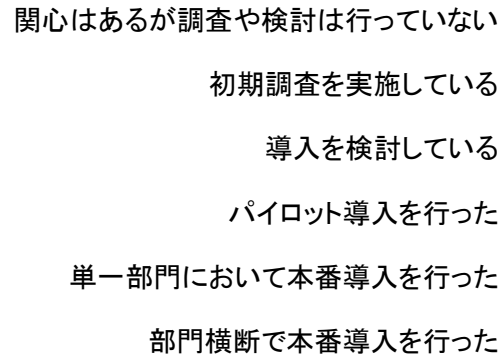 関心はあるが調査や検討は行っていない
初期調査を実施している
導入を検討している
パイロット導入を行った
単一部門において本番導入を行った
部門横断で本番導入を行った